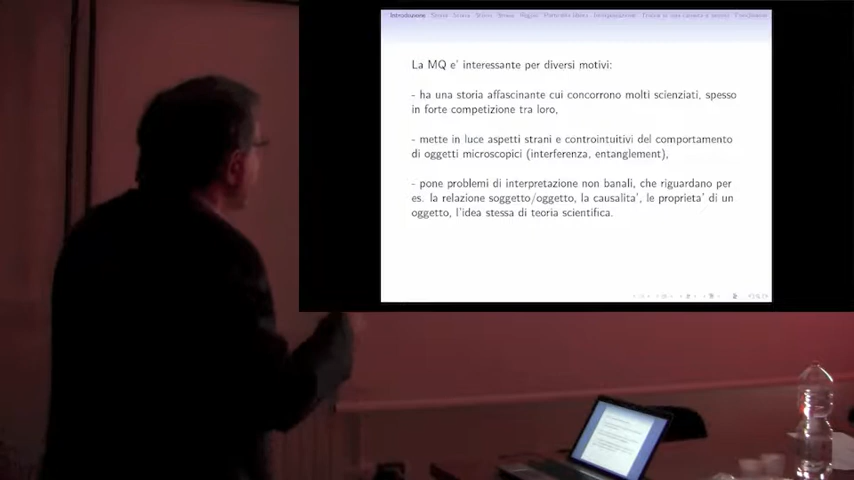 Introduzione
La MQ e' interessante per diversi motivi:
- ha una storia affascinante cui concorrono molti scienziati, spesso
in forte competizione tra loro,
- mette in luce aspetti strani e controintuitivi del comportamento
di oggetti microscopici (interferenza, entanglement),
- pone problemi di interpretazione non banali, che riguardano per
es. la relazione soggetto/oggetto, la causalita', le proprieta' di un
oggetto, l'idea stessa di teoria scientifica.